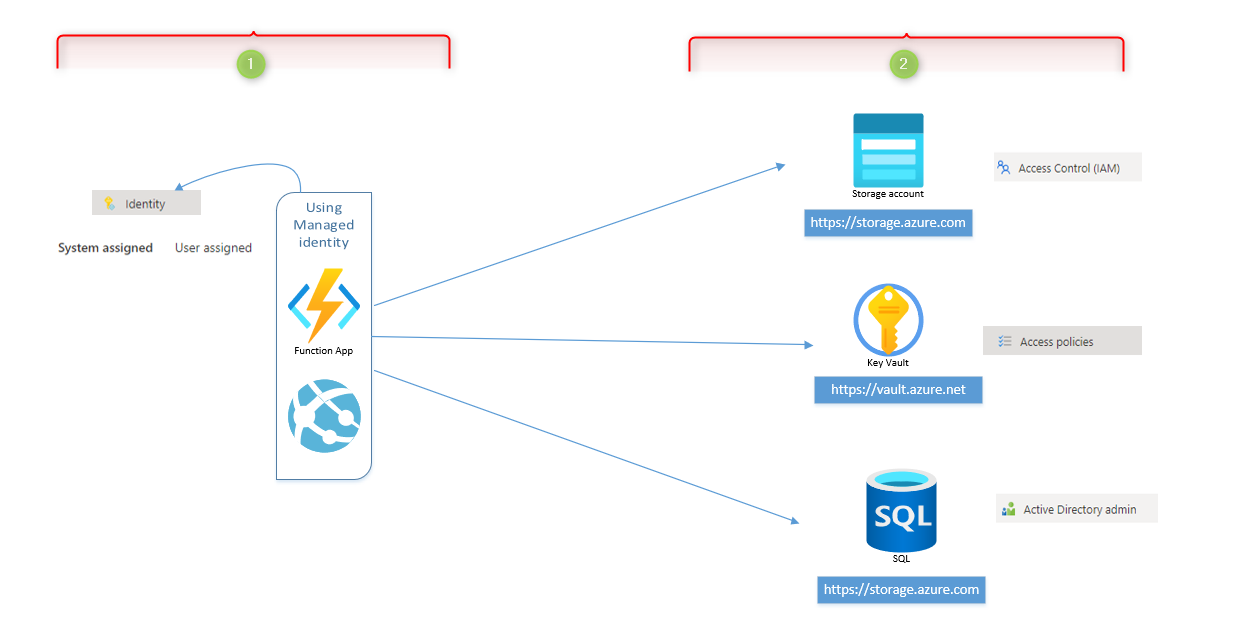 1
2
Identity
System assigned User assigned
Using
Managed
identity
Function App
Storage account
https://storage.azure.com
Access Control (IAM)
Key Vault
https://vault.azure.net
Access policies
SQL
SQL
https://storage.azure.com
Active Directory admin